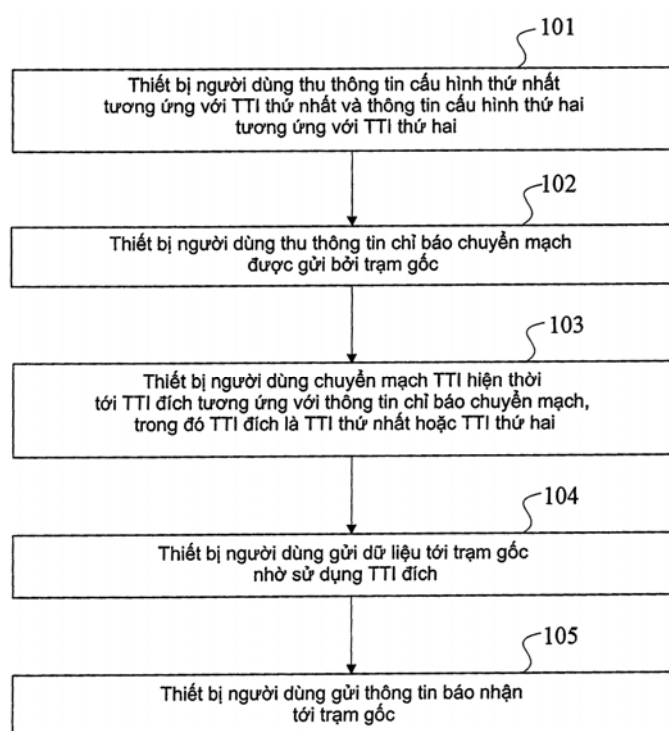 101
Thiết bị người dùng thu thông tin cấu hình thứ nhất
tương ứng với TTI thứ nhất và thông tin cấu hình thứ hai
tương ứng với TTI thứ hai
102
Thiết bị người dùng thu thông tin chỉ báo chuyển mạch
được gửi bởi trạm gốc
103
Thiết bị người dùng chuyển mạch TTI hiện thời
tới TTI đích tương ứng với thông tin chỉ báo chuyển mạch,
trong đó TTI đích là TTI thứ nhất hoặc TTI thứ hai
104
Thiết bị người dùng gửi dữ liệu tới trạm gốc
nhờ sử dụng TTI đích
105
Thiết bị người dùng gửi thông tin báo nhận
tới trạm gốc